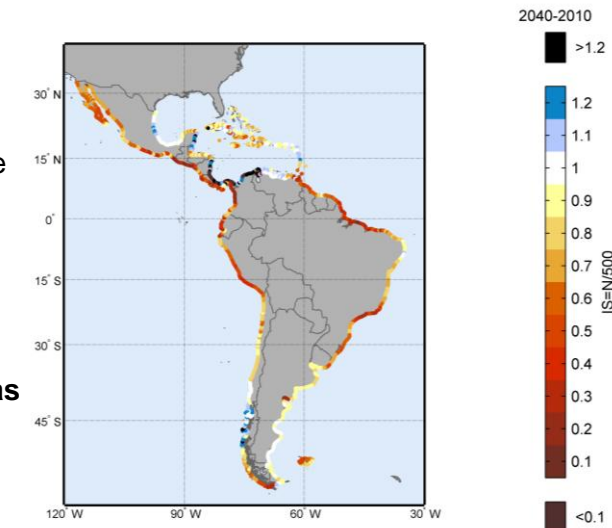 2040-2010
>1.2
1.2
1.1
1
0.9
0.8
0.7
0.6
0.5
0.4
0.3
0.2
0.1
<0.1
IS=N/500
30° N
15° N
0°
15° S
30° S
45° S
120 W
90° W
60° W
30° W
e
as